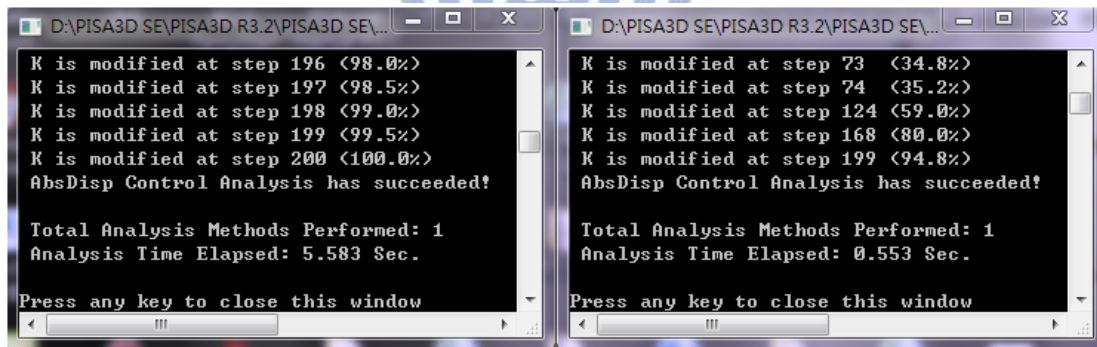 D:\PISA3D SE\PISA3D R3.2\PISA3D SE\...
K is modified at step 196 (98.0%)
K is modified at step 197 (98.5%)
K is modified at step 198 (99.0%)
K is modified at step 199 (99.5%)
K is modified at step 200 (100.0%)
AbsDisp Control Analysis has succeeded!
Total Analysis Methods Performed: 1
Analysis Time Elapsed: 5.583 Sec.
Press any key to close this window
D:\PISA3D SE\PISA3D R3.2\PISA3D SE\...
K is modified at step 73  (34.8%)
K is modified at step 74  (35.2%)
K is modified at step 124 (59.0%)
K is modified at step 168 (80.0%)
K is modified at step 199 (94.8%)
AbsDisp Control Analysis has succeeded!
Total Analysis Methods Performed: 1
Analysis Time Elapsed: 0.553 Sec.
Press any key to close this window